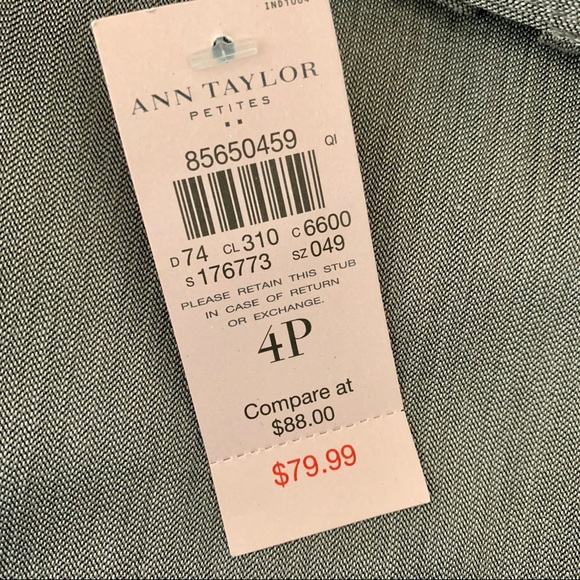 IND1004
ANN TAYLOR
PETITES
85650459 QI
D 74 CL 310 C 6600
S 176773 SZ 049
PLEASE RETAIN THIS STUB
IN CASE OF RETURN
OR EXCHANGE.
4P
Compare at
$88.00
$79.99